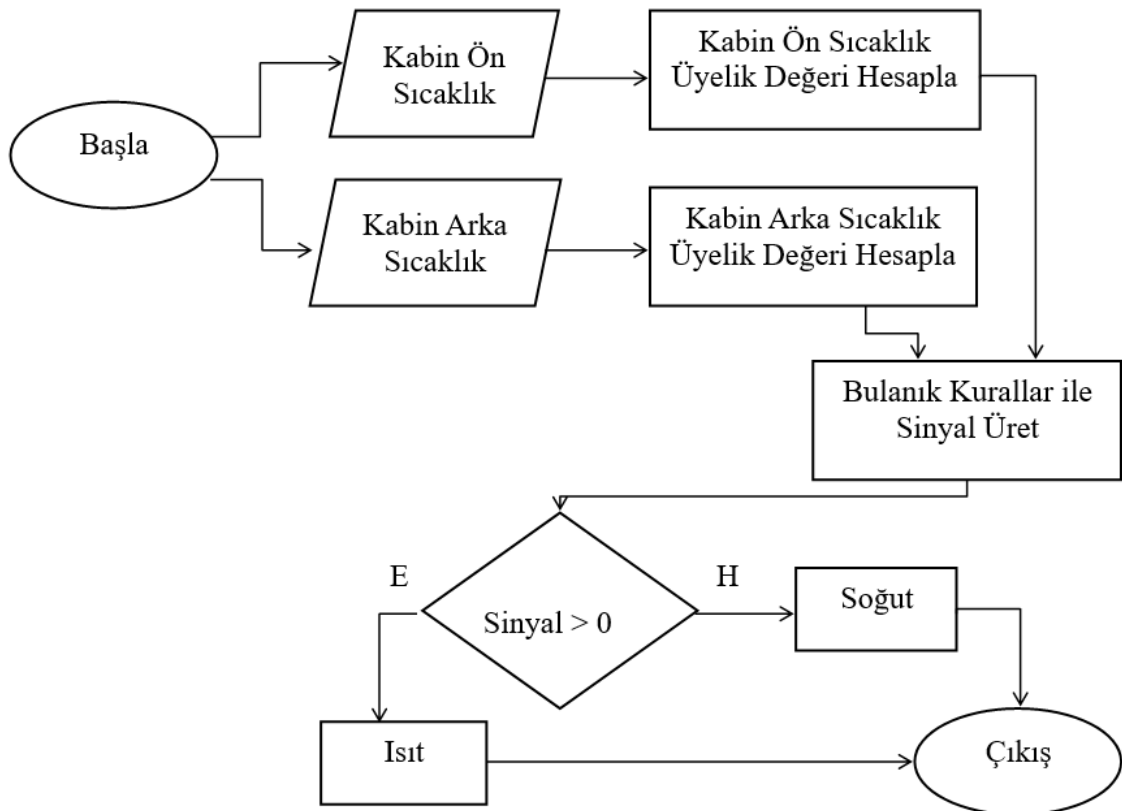 Başla
Kabin Ön
Sıcaklık
Kabin Ön Sıcaklık
Üyelik Değeri Hesapla
Kabin Arka
Sıcaklık
Kabin Arka Sıcaklık
Üyelik Değeri Hesapla
Bulanık Kurallar ile
Sinyal Üret
E
H
Sinyal > 0
Soğut
Isıt
Çıkış